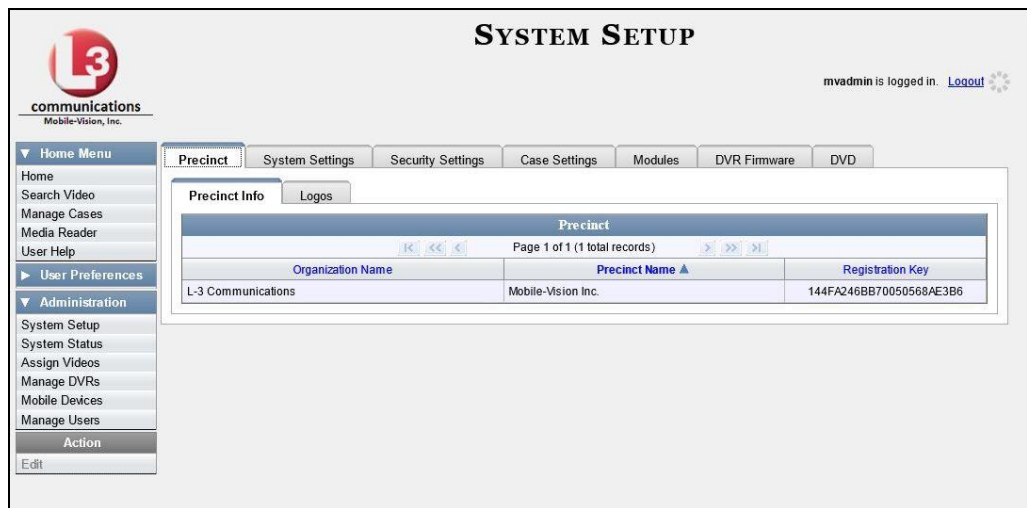 SYSTEM SETUP
L3
communications
Mobile-Vision, Inc.
mvadmin is logged in. Logout
Home Menu
Home
Search Video
Manage Cases
Media Reader
User Help
User Preferences
Administration
System Setup
System Status
Assign Videos
Manage DVRs
Mobile Devices
Manage Users
Action
Edit
Precinct System Settings Security Settings Case Settings Modules DVR Firmware DVD
Precinct Info Logos
Precinct
Page 1 of 1 (1 total records)
Organization Name Precinct Name Registration Key
L-3 Communications Mobile-Vision Inc. 144FA246BB70050568AE3B6